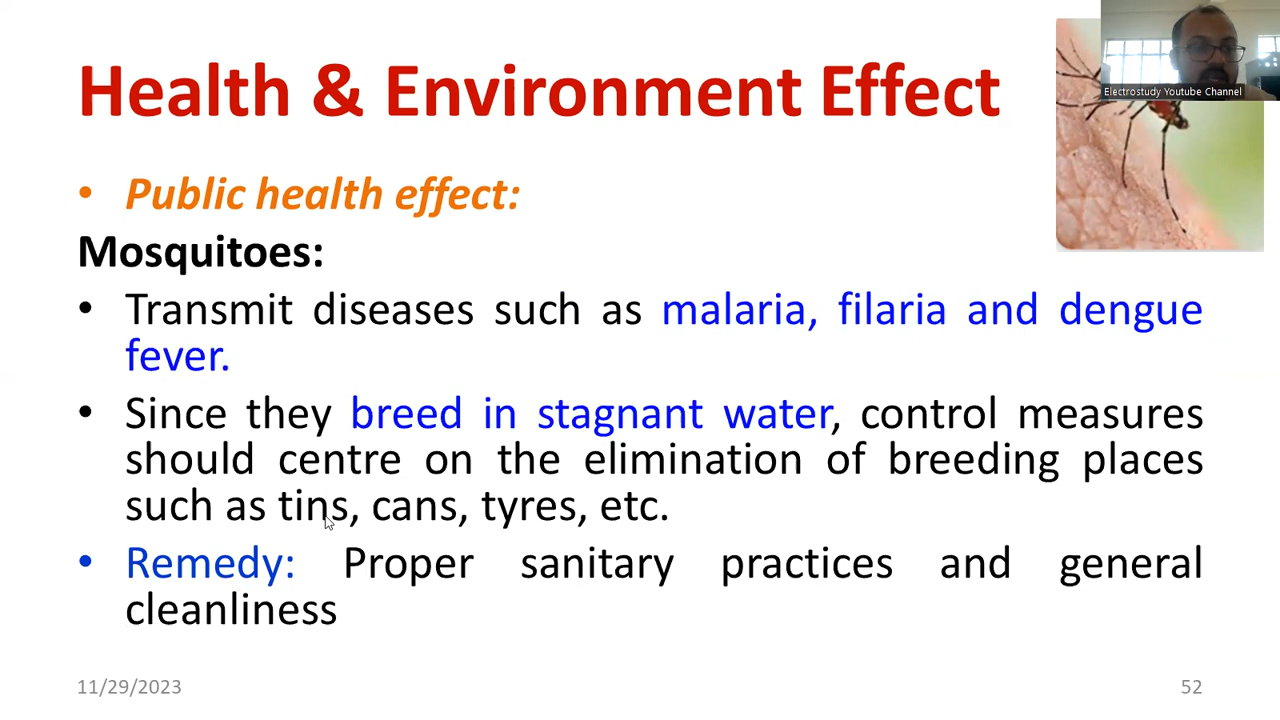 Health & Environment Effect
Electrostudy Youtube Channel
• Public health effect:
Mosquitoes:
• Transmit diseases such as malaria, filaria and dengue
fever.
• Since they breed in stagnant water, control measures
should centre on the elimination of breeding places
such as tins, cans, tyres, etc.
• Remedy: Proper sanitary practices and general
cleanliness
11/29/2023
52